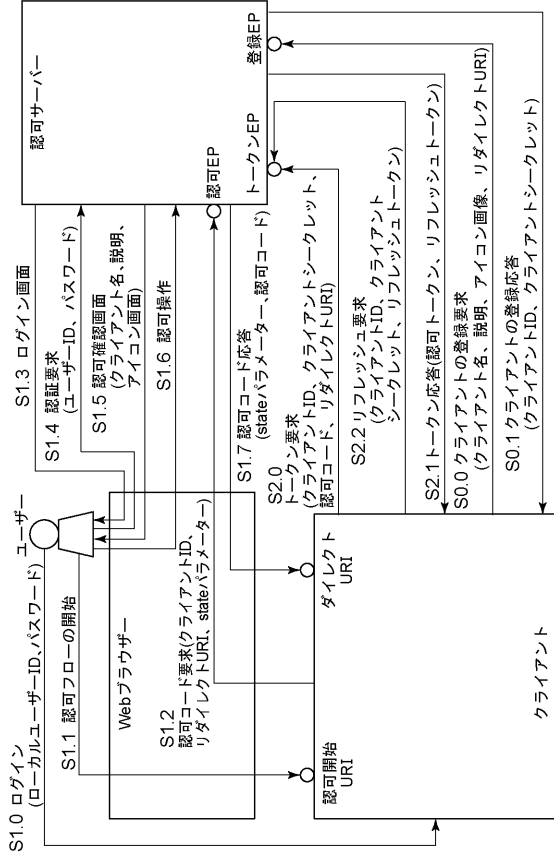 S1.0 ログイン
(ローカルユーザーID、パスワード)
ユーザー
S1.1 認可フローの開始
S1.3 ログイン画面
S1.4 認証要求
(ユーザーID、パスワード)
S1.5 認可確認画面
(クライアント名、説明、
アイコン画面)
S1.6 認可操作
認可サーバー
Webブラウザー
S1.2
認可コード要求(クライアントID、
リダイレクトURI、stateパラメーター)
認可EP
S1.7 認可コード応答
(stateパラメーター、認可コード)
トークンEP
登録EP
S2.0
トークン要求
(クライアントID、クライアントシークレット、
認可コード、リダイレクトURI)
S2.2 リフレッシュ要求
(クライアントID、クライアント
シークレット、リフレッシュトークン)
S2.1トークン応答(認可トークン、リフレッシュトークン)
S0.0 クライアントの登録要求
(クライアント名、説明、アイコン画像、リダイレクトURI)
S0.1 クライアントの登録応答
(クライアントID、クライアントシークレット)
認可開始
URI
ダイレクト
URI
クライアント